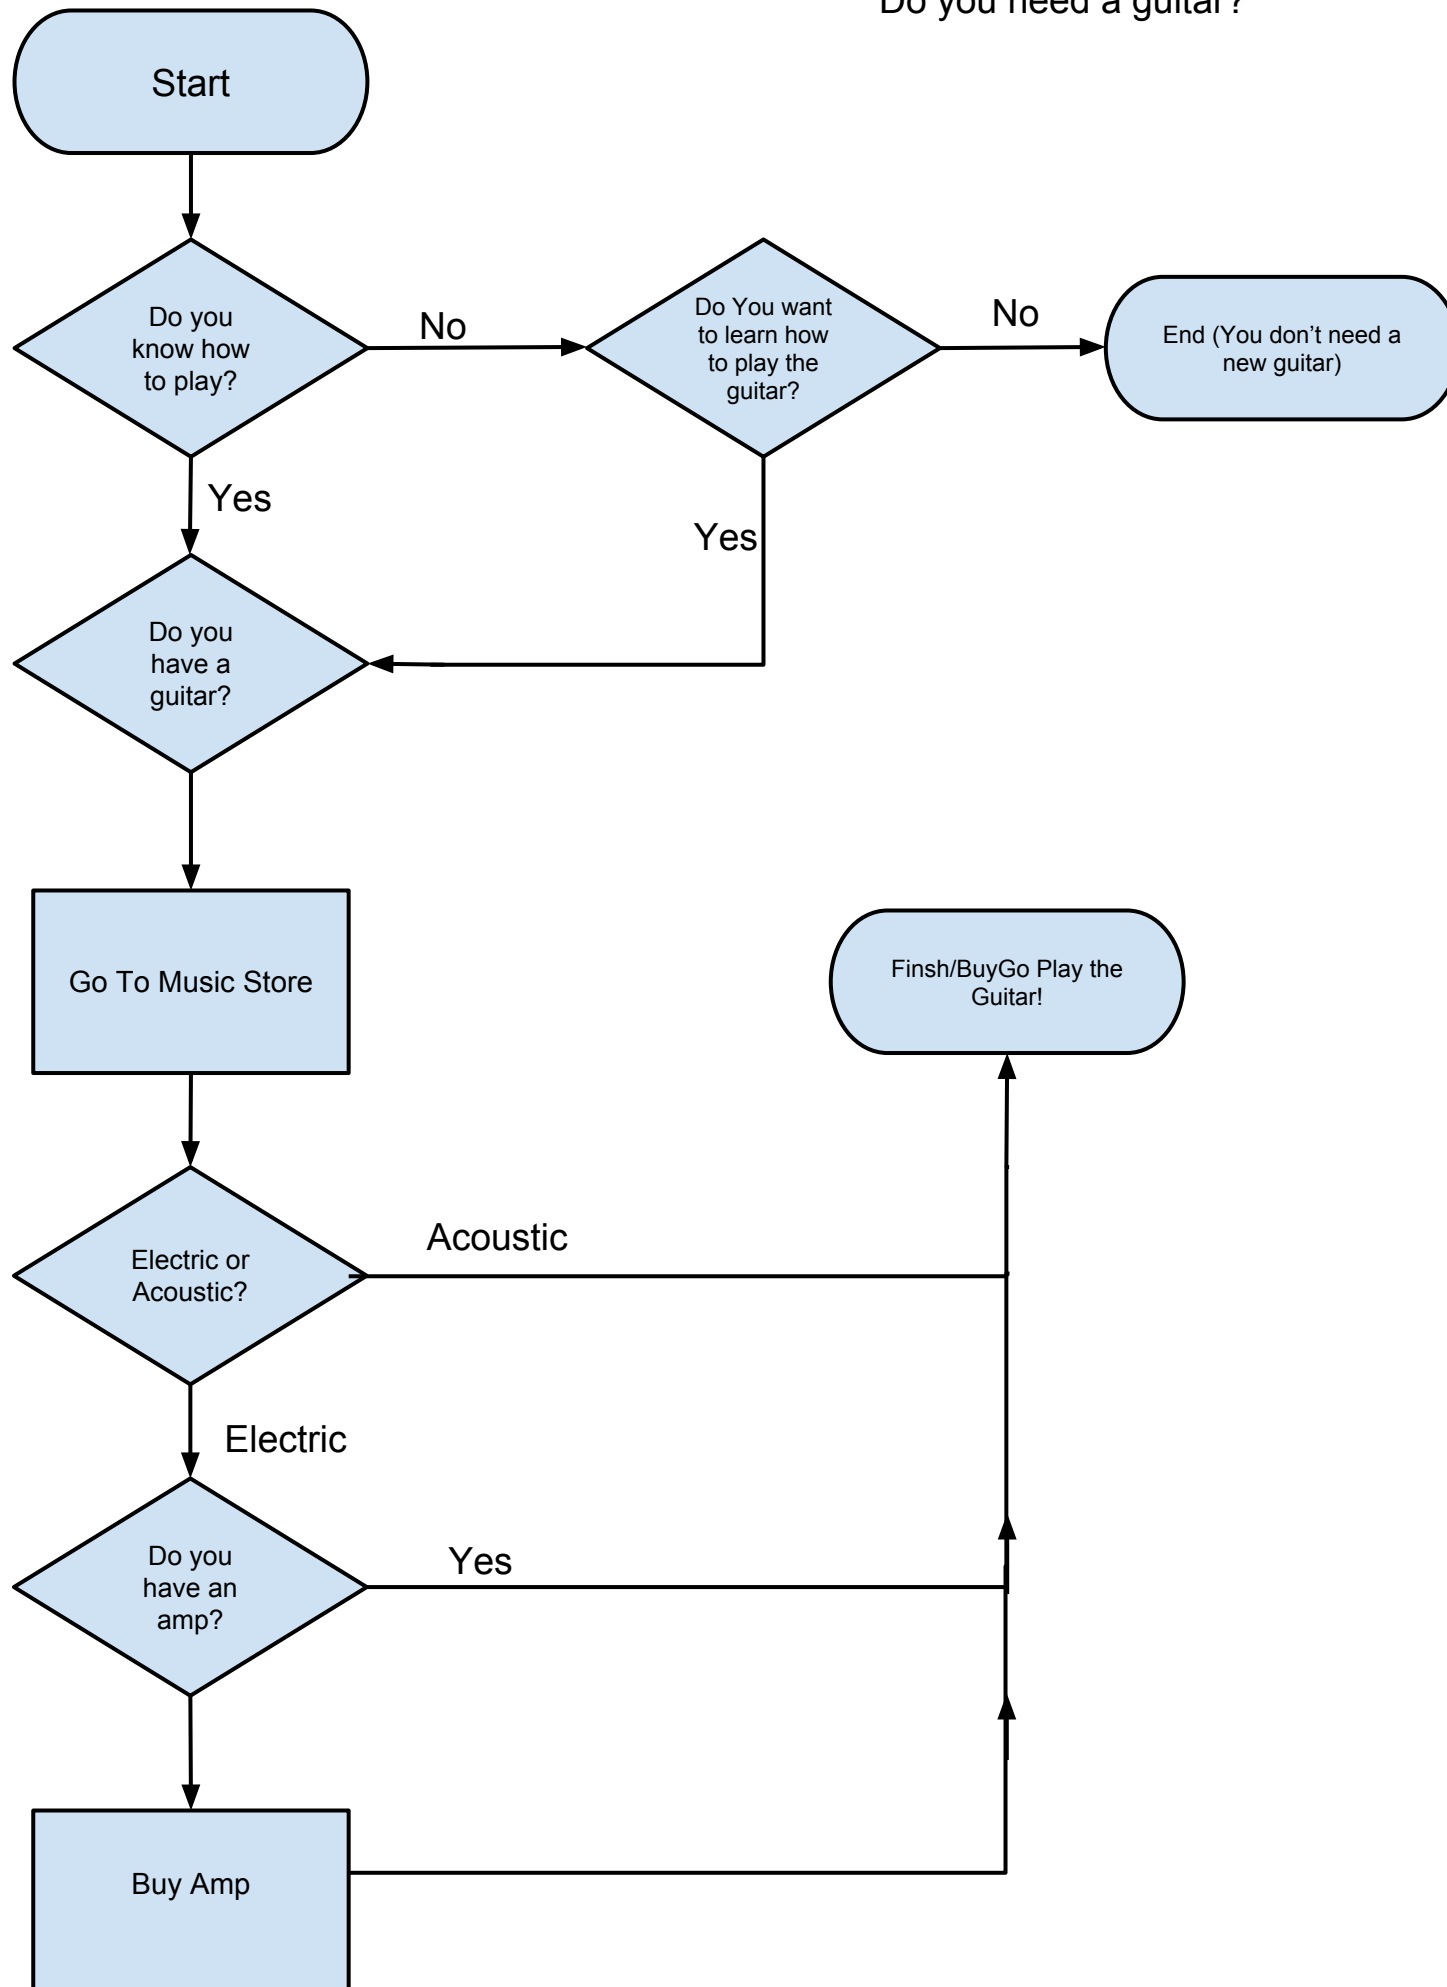 Do you need a guitar?
Start
Do you
know how
to play?
No
Do You want
to learn how
to play the
guitar?
No
End (You don’t need a
new guitar)
Yes
Yes
Do you
have a
guitar?
Go To Music Store
Finsh/BuyGo Play the
Guitar!
Electric or
Acoustic?
Acoustic
Electric
Do you
have an
amp?
Yes
Buy Amp